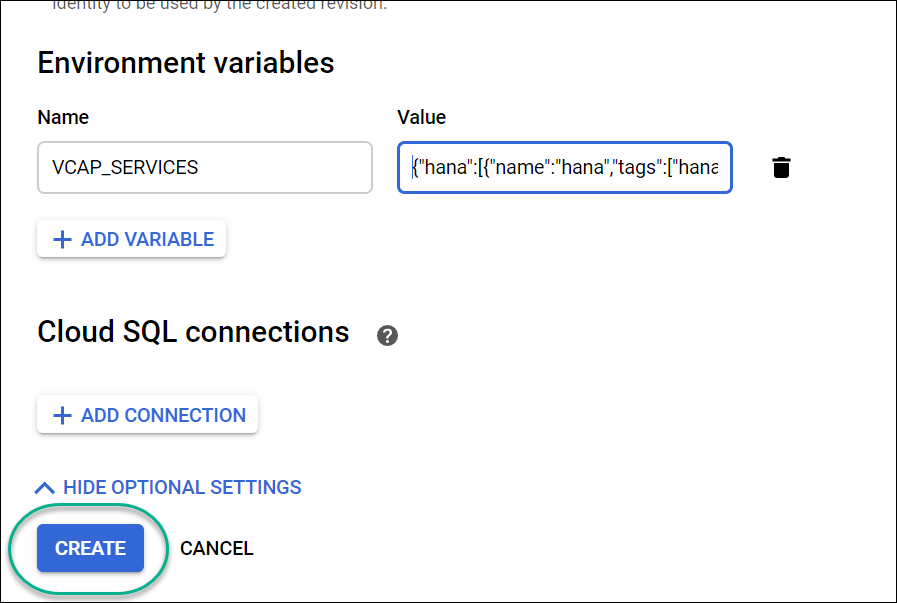 identity to be used by the created revision.
Environment variables
Name Value
VCAP_SERVICES {"hana":[{"name":"hana","tags":["hana
+ ADD VARIABLE
Cloud SQL connections ?
+ ADD CONNECTION
HIDE OPTIONAL SETTINGS
CREATE CANCEL